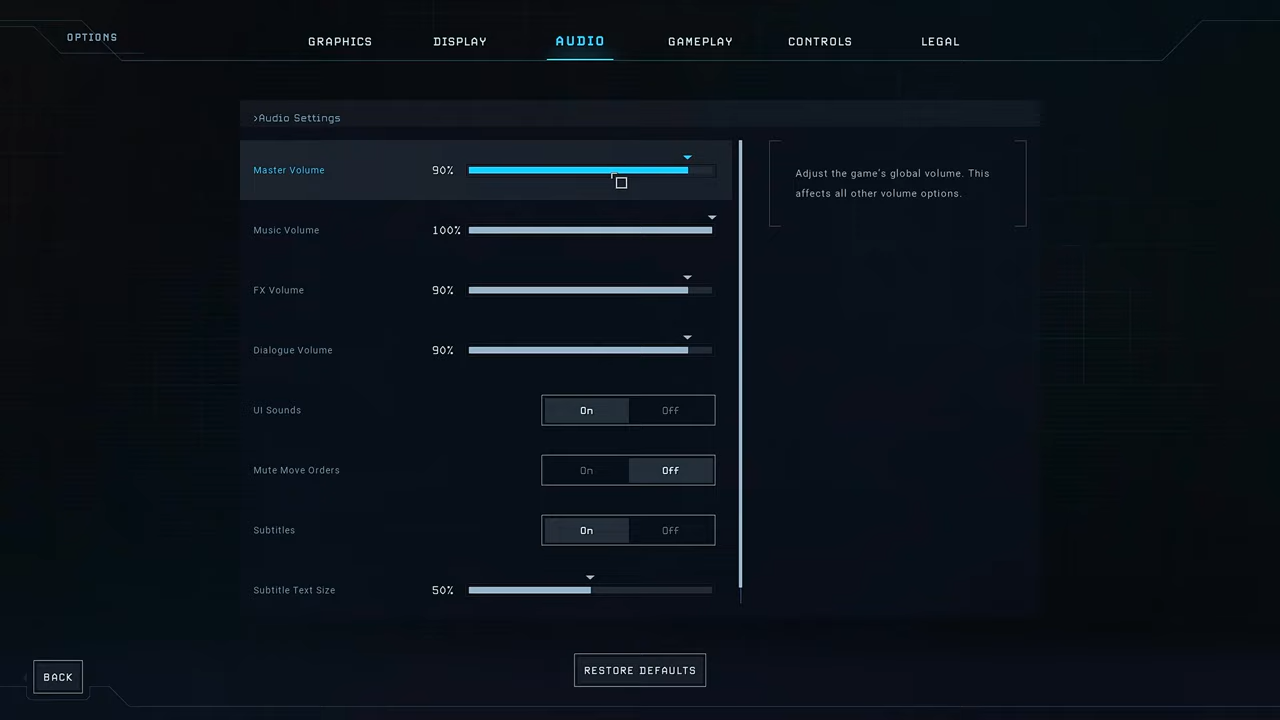 OPTIONS
GRAPHICS DISPLAY AUDIO GAMEPLAY CONTROLS LEGAL
›Audio Settings
Master Volume 90%
Adjust the game's global volume. This
affects all other volume options.
Music Volume 100%
FX Volume 90%
Dialogue Volume 90%
UI Sounds On Off
Mute Move Orders On Off
Subtitles On Off
Subtitle Text Size 50%
BACK
RESTORE DEFAULTS